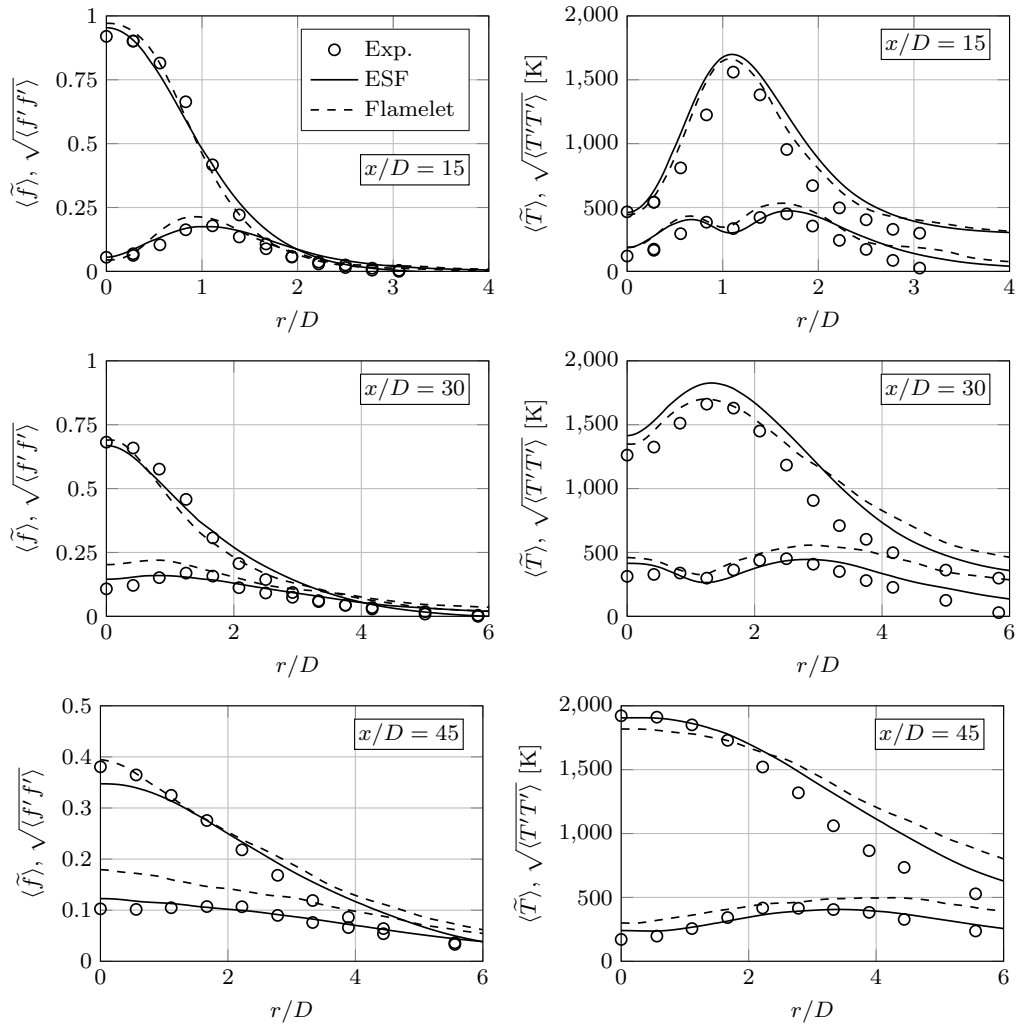 1
0.75
0.5
0.25
0
0 1 2 3 4
r/D
⟨f̃⟩, √⟨f′f′⟩
Exp.
ESF
Flamelet
x/D = 15
2,000
1,500
1,000
500
0
0 1 2 3 4
r/D
⟨T̃⟩, √⟨T′T′⟩ [K]
x/D = 15
1
0.75
0.5
0.25
0
0 2 4 6
r/D
⟨f̃⟩, √⟨f′f′⟩
x/D = 30
2,000
1,500
1,000
500
0
0 2 4 6
r/D
⟨T̃⟩, √⟨T′T′⟩ [K]
x/D = 30
0.5
0.4
0.3
0.2
0.1
0
0 2 4 6
r/D
⟨f̃⟩, √⟨f′f′⟩
x/D = 45
2,000
1,500
1,000
500
0
0 2 4 6
r/D
⟨T̃⟩, √⟨T′T′⟩ [K]
x/D = 45